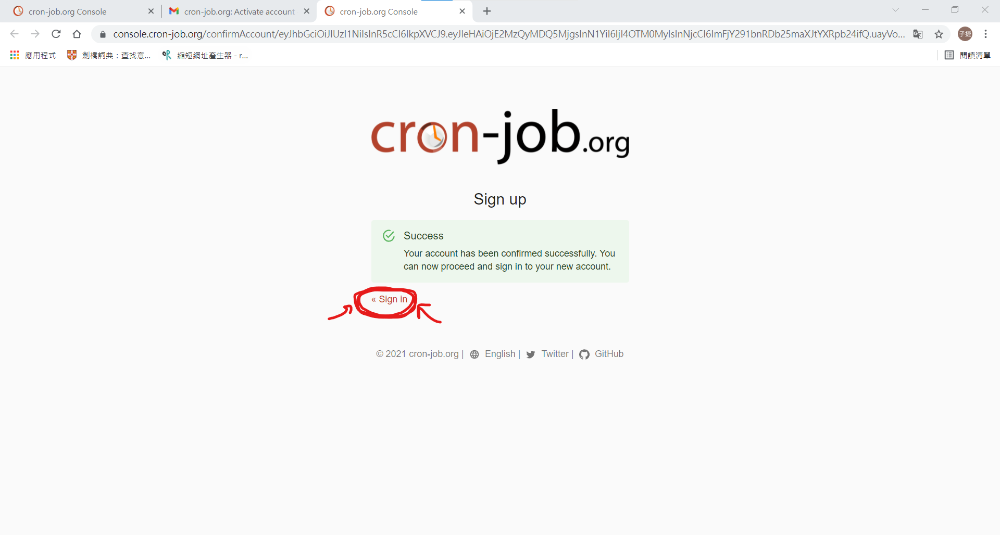 cron-job.org Console
cron-job.org: Activate account
cron-job.org Console
console.cron-job.org/confirmAccount/eyJhbGciOiJIUzI1NiIsInR5cCI6IkpXVCJ9.eyJleHAiOjE2MzQyMDQ5MjgsInN1YiI6IjI4OTM0MyIsInNjcCI6ImFjY291bnRDb25maXJtYXRpb24ifQ.uayVo...
子捷
應用程式
劍橋詞典：查找意...
縮短網址產生器 - r...
閱讀清單
cron-job.org
Sign up
Success
Your account has been confirmed successfully. You
can now proceed and sign in to your new account.
« Sign in
© 2021 cron-job.org | English | Twitter | GitHub